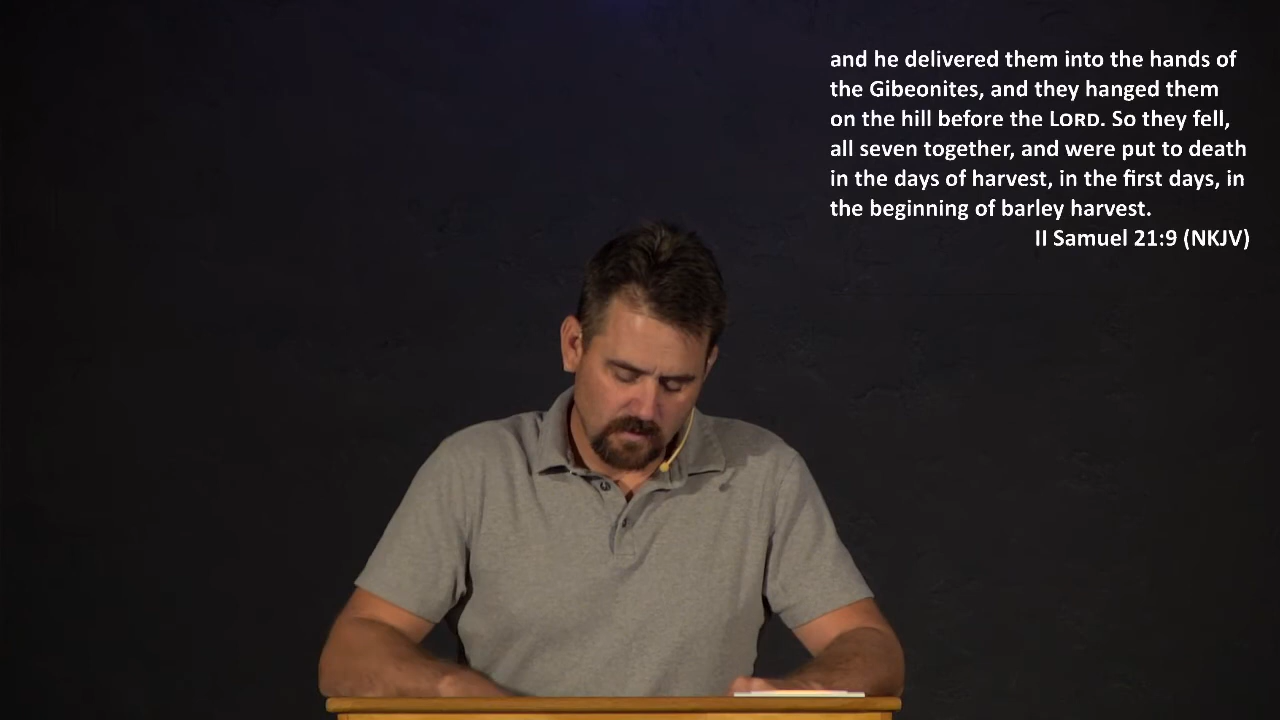 and he delivered them into the hands of
the Gibeonites, and they hanged them
on the hill before the LORD. So they fell,
all seven together, and were put to death
in the days of harvest, in the first days, in
the beginning of barley harvest.
II Samuel 21:9 (NKJV)